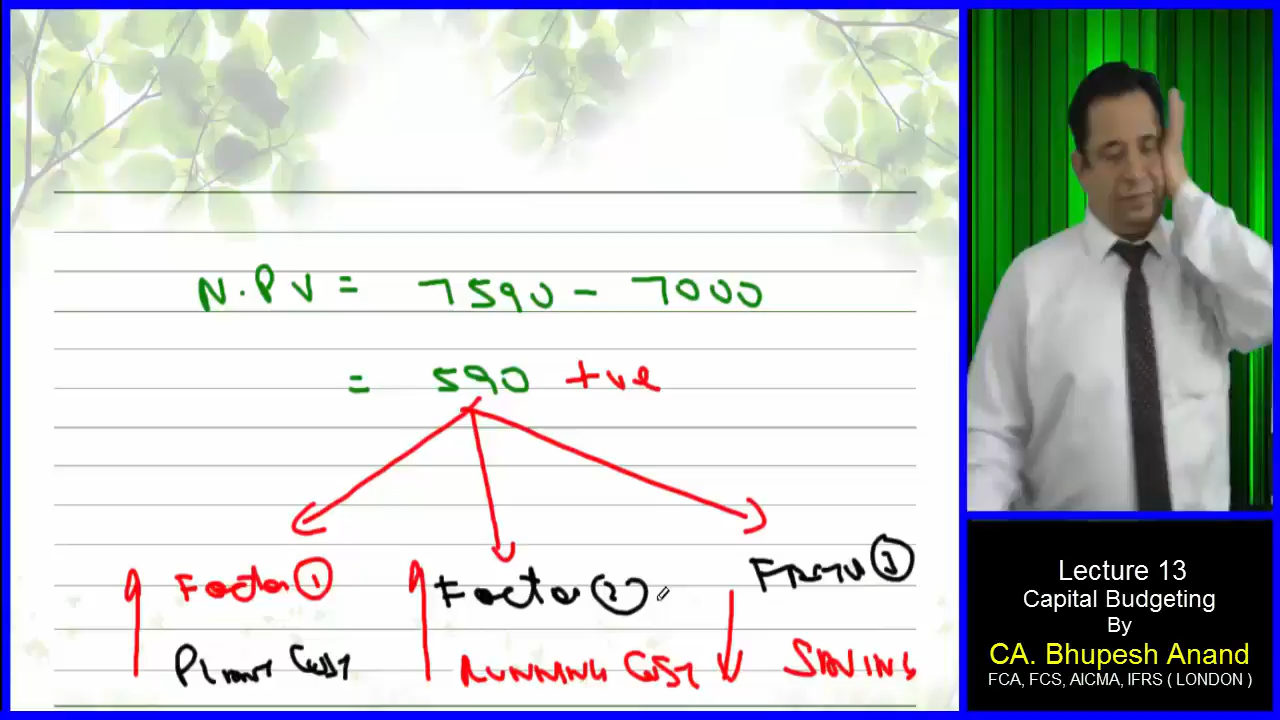 N.PV = 7590 - 7000
= 590 +ve
Factor ① Factor ② Factor ③
Plant Cost RUNNING COST SAVING
Lecture 13
Capital Budgeting
By
CA. Bhupesh Anand
FCA, FCS, AICMA, IFRS ( LONDON )